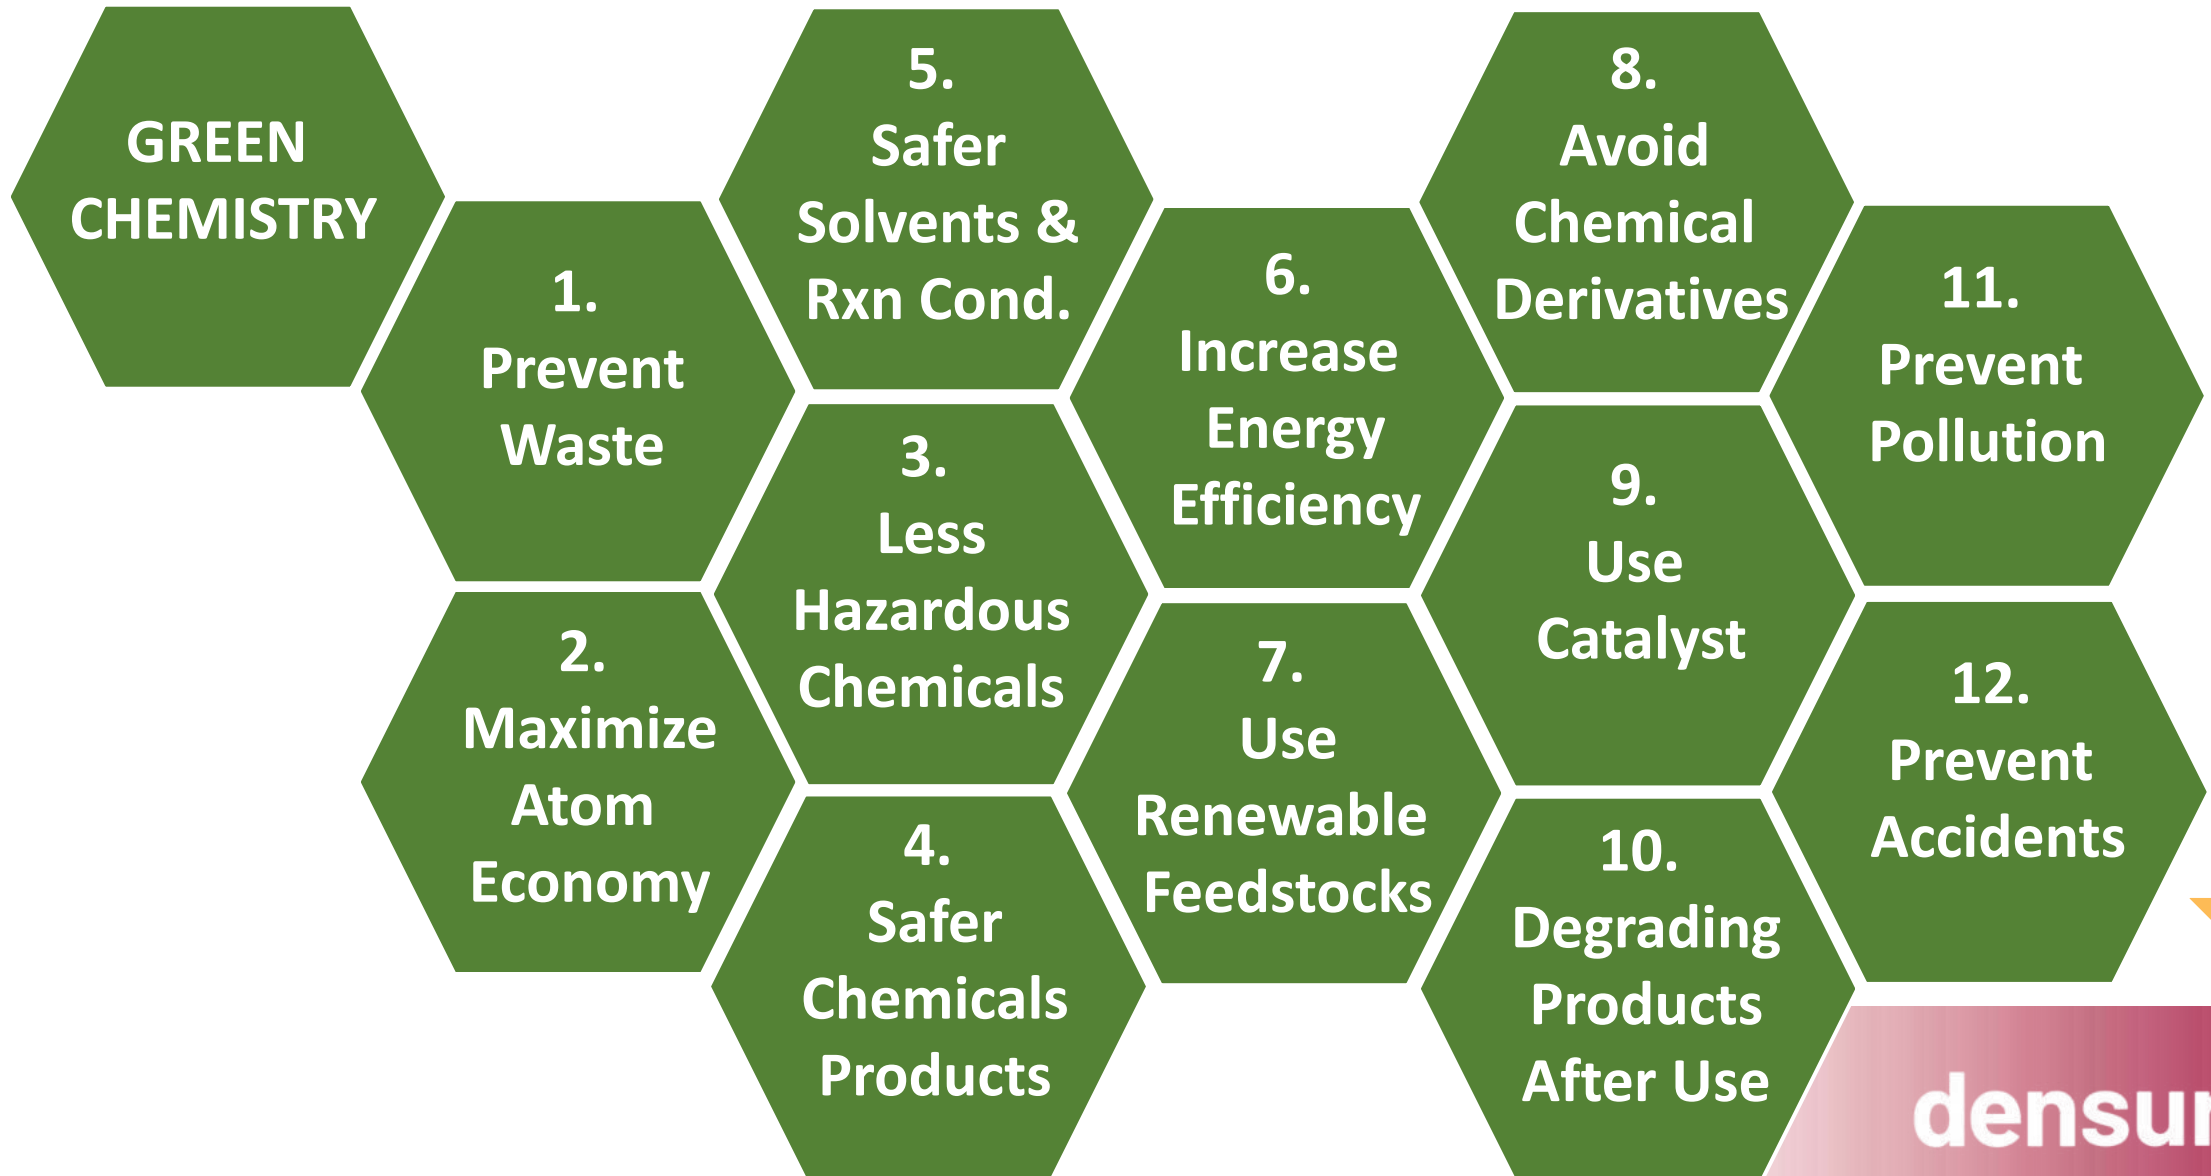 GREEN
CHEMISTRY
1.
Prevent
Waste
2.
Maximize
Atom
Economy
3.
Less
Hazardous
Chemicals
4.
Safer
Chemicals
Products
5.
Safer
Solvents &
Rxn Cond.
6.
Increase
Energy
Efficiency
7.
Use
Renewable
Feedstocks
8.
Avoid
Chemical
Derivatives
9.
Use
Catalyst
10.
Degrading
Products
After Use
11.
Prevent
Pollution
12.
Prevent
Accidents